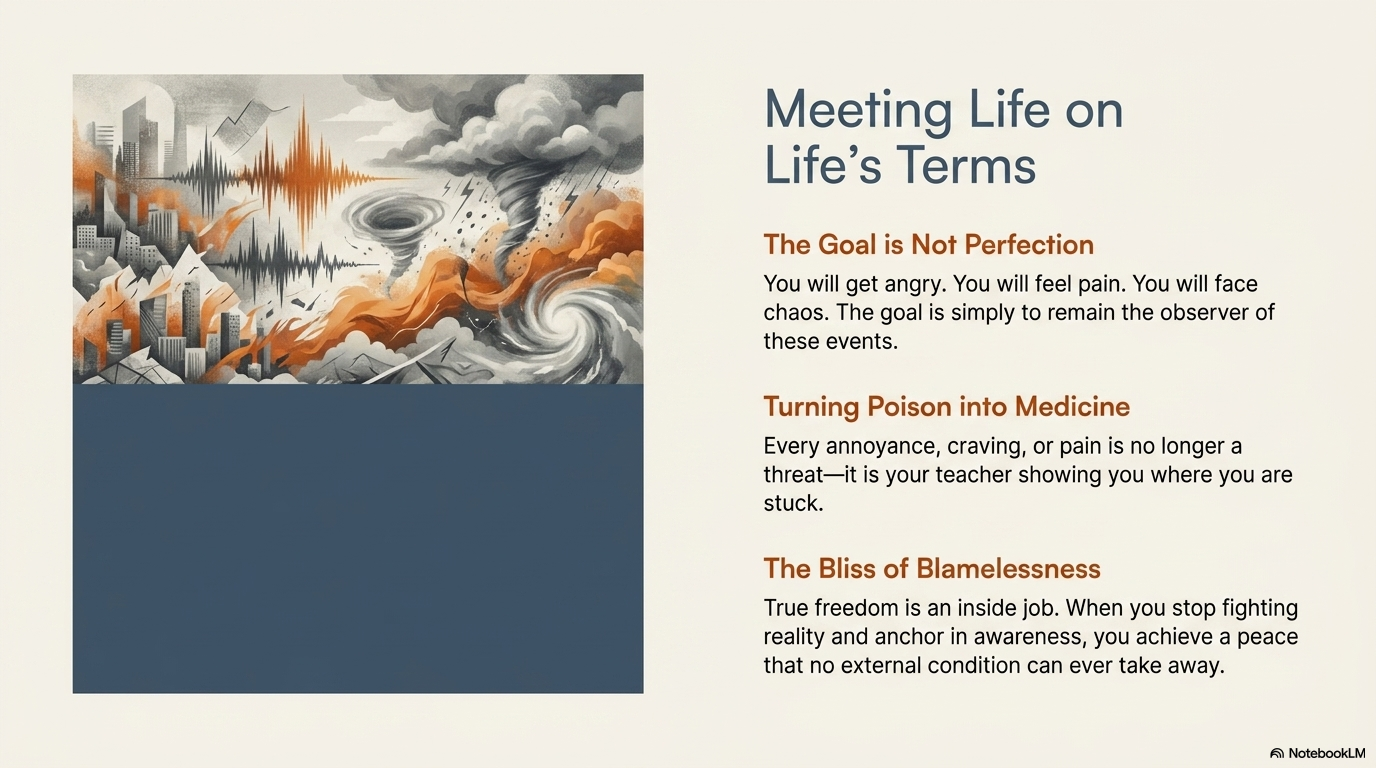 Meeting Life on
Life’s Terms
The Goal is Not Perfection
You will get angry. You will feel pain. You will face
chaos. The goal is simply to remain the observer of
these events.
Turning Poison into Medicine
Every annoyance, craving, or pain is no longer a
threat—it is your teacher showing you where you are
stuck.
The Bliss of Blamelessness
True freedom is an inside job. When you stop fighting
reality and anchor in awareness, you achieve a peace
that no external condition can ever take away.
NotebookLM